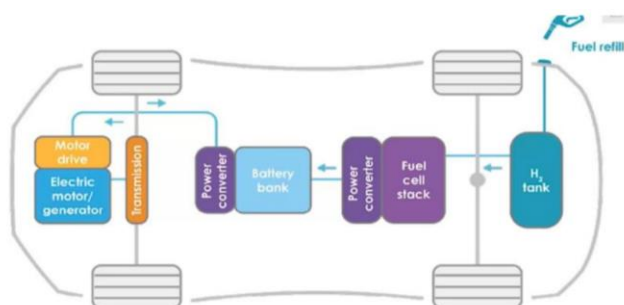 Fuel refill
Motor
drive
Electric
motor/
generator
Transmission
Power
converter
Battery
bank
Power
converter
Fuel
cell
stack
H₂
tank